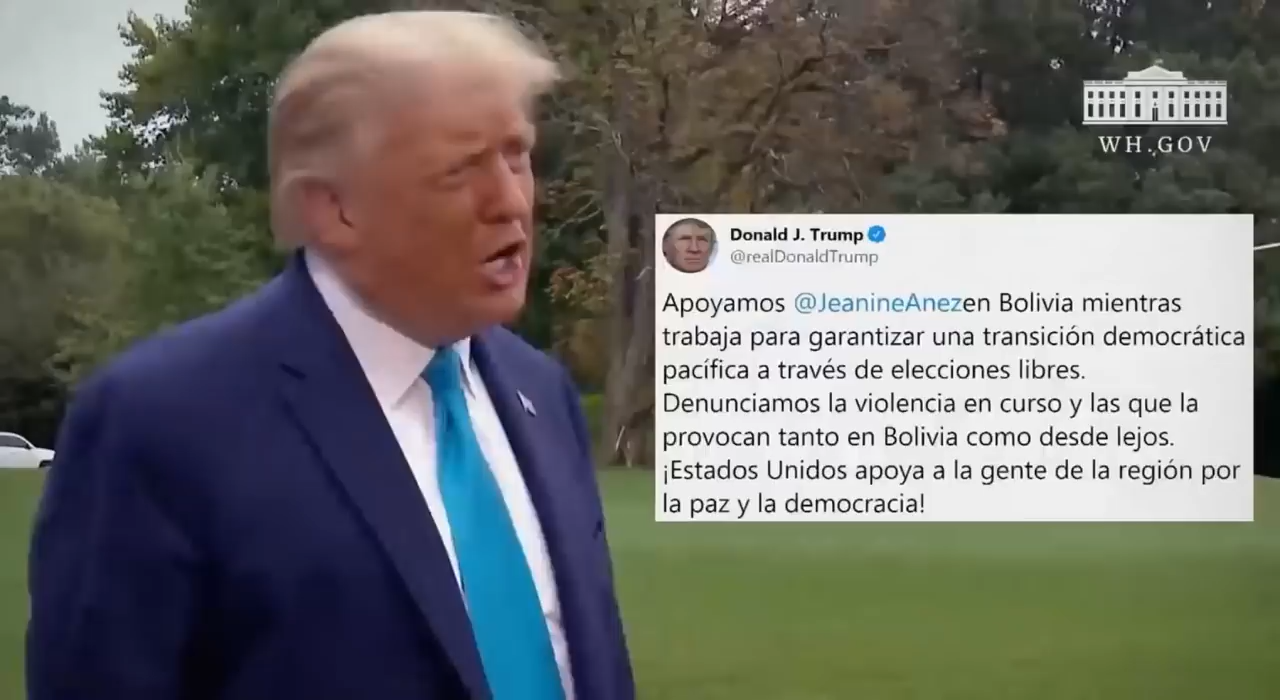 WH.GOV
Donald J. Trump
@realDonaldTrump
Apoyamos @JeanineAnezen Bolivia mientras
trabaja para garantizar una transición democrática
pacífica a través de elecciones libres.
Denunciamos la violencia en curso y las que la
provocan tanto en Bolivia como desde lejos.
¡Estados Unidos apoya a la gente de la región por
la paz y la democracia!